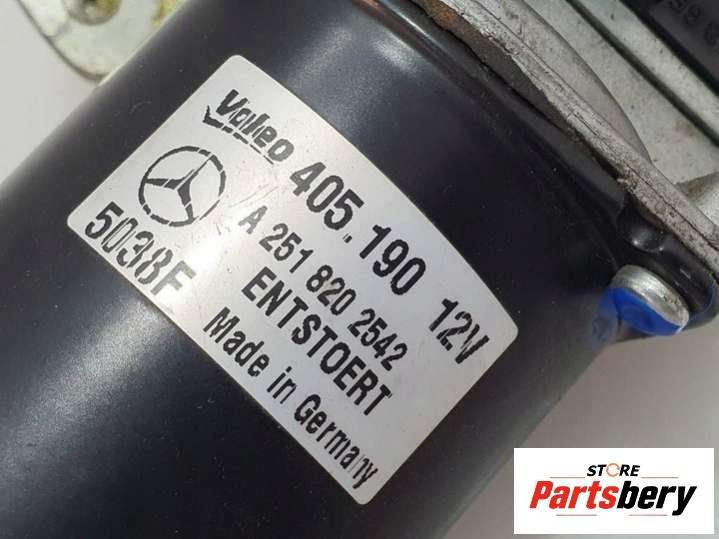 Valeo
405.190 12V
A 251 820 2542
5038F
ENTSTOERT
Made in Germany
STORE
Partsbery